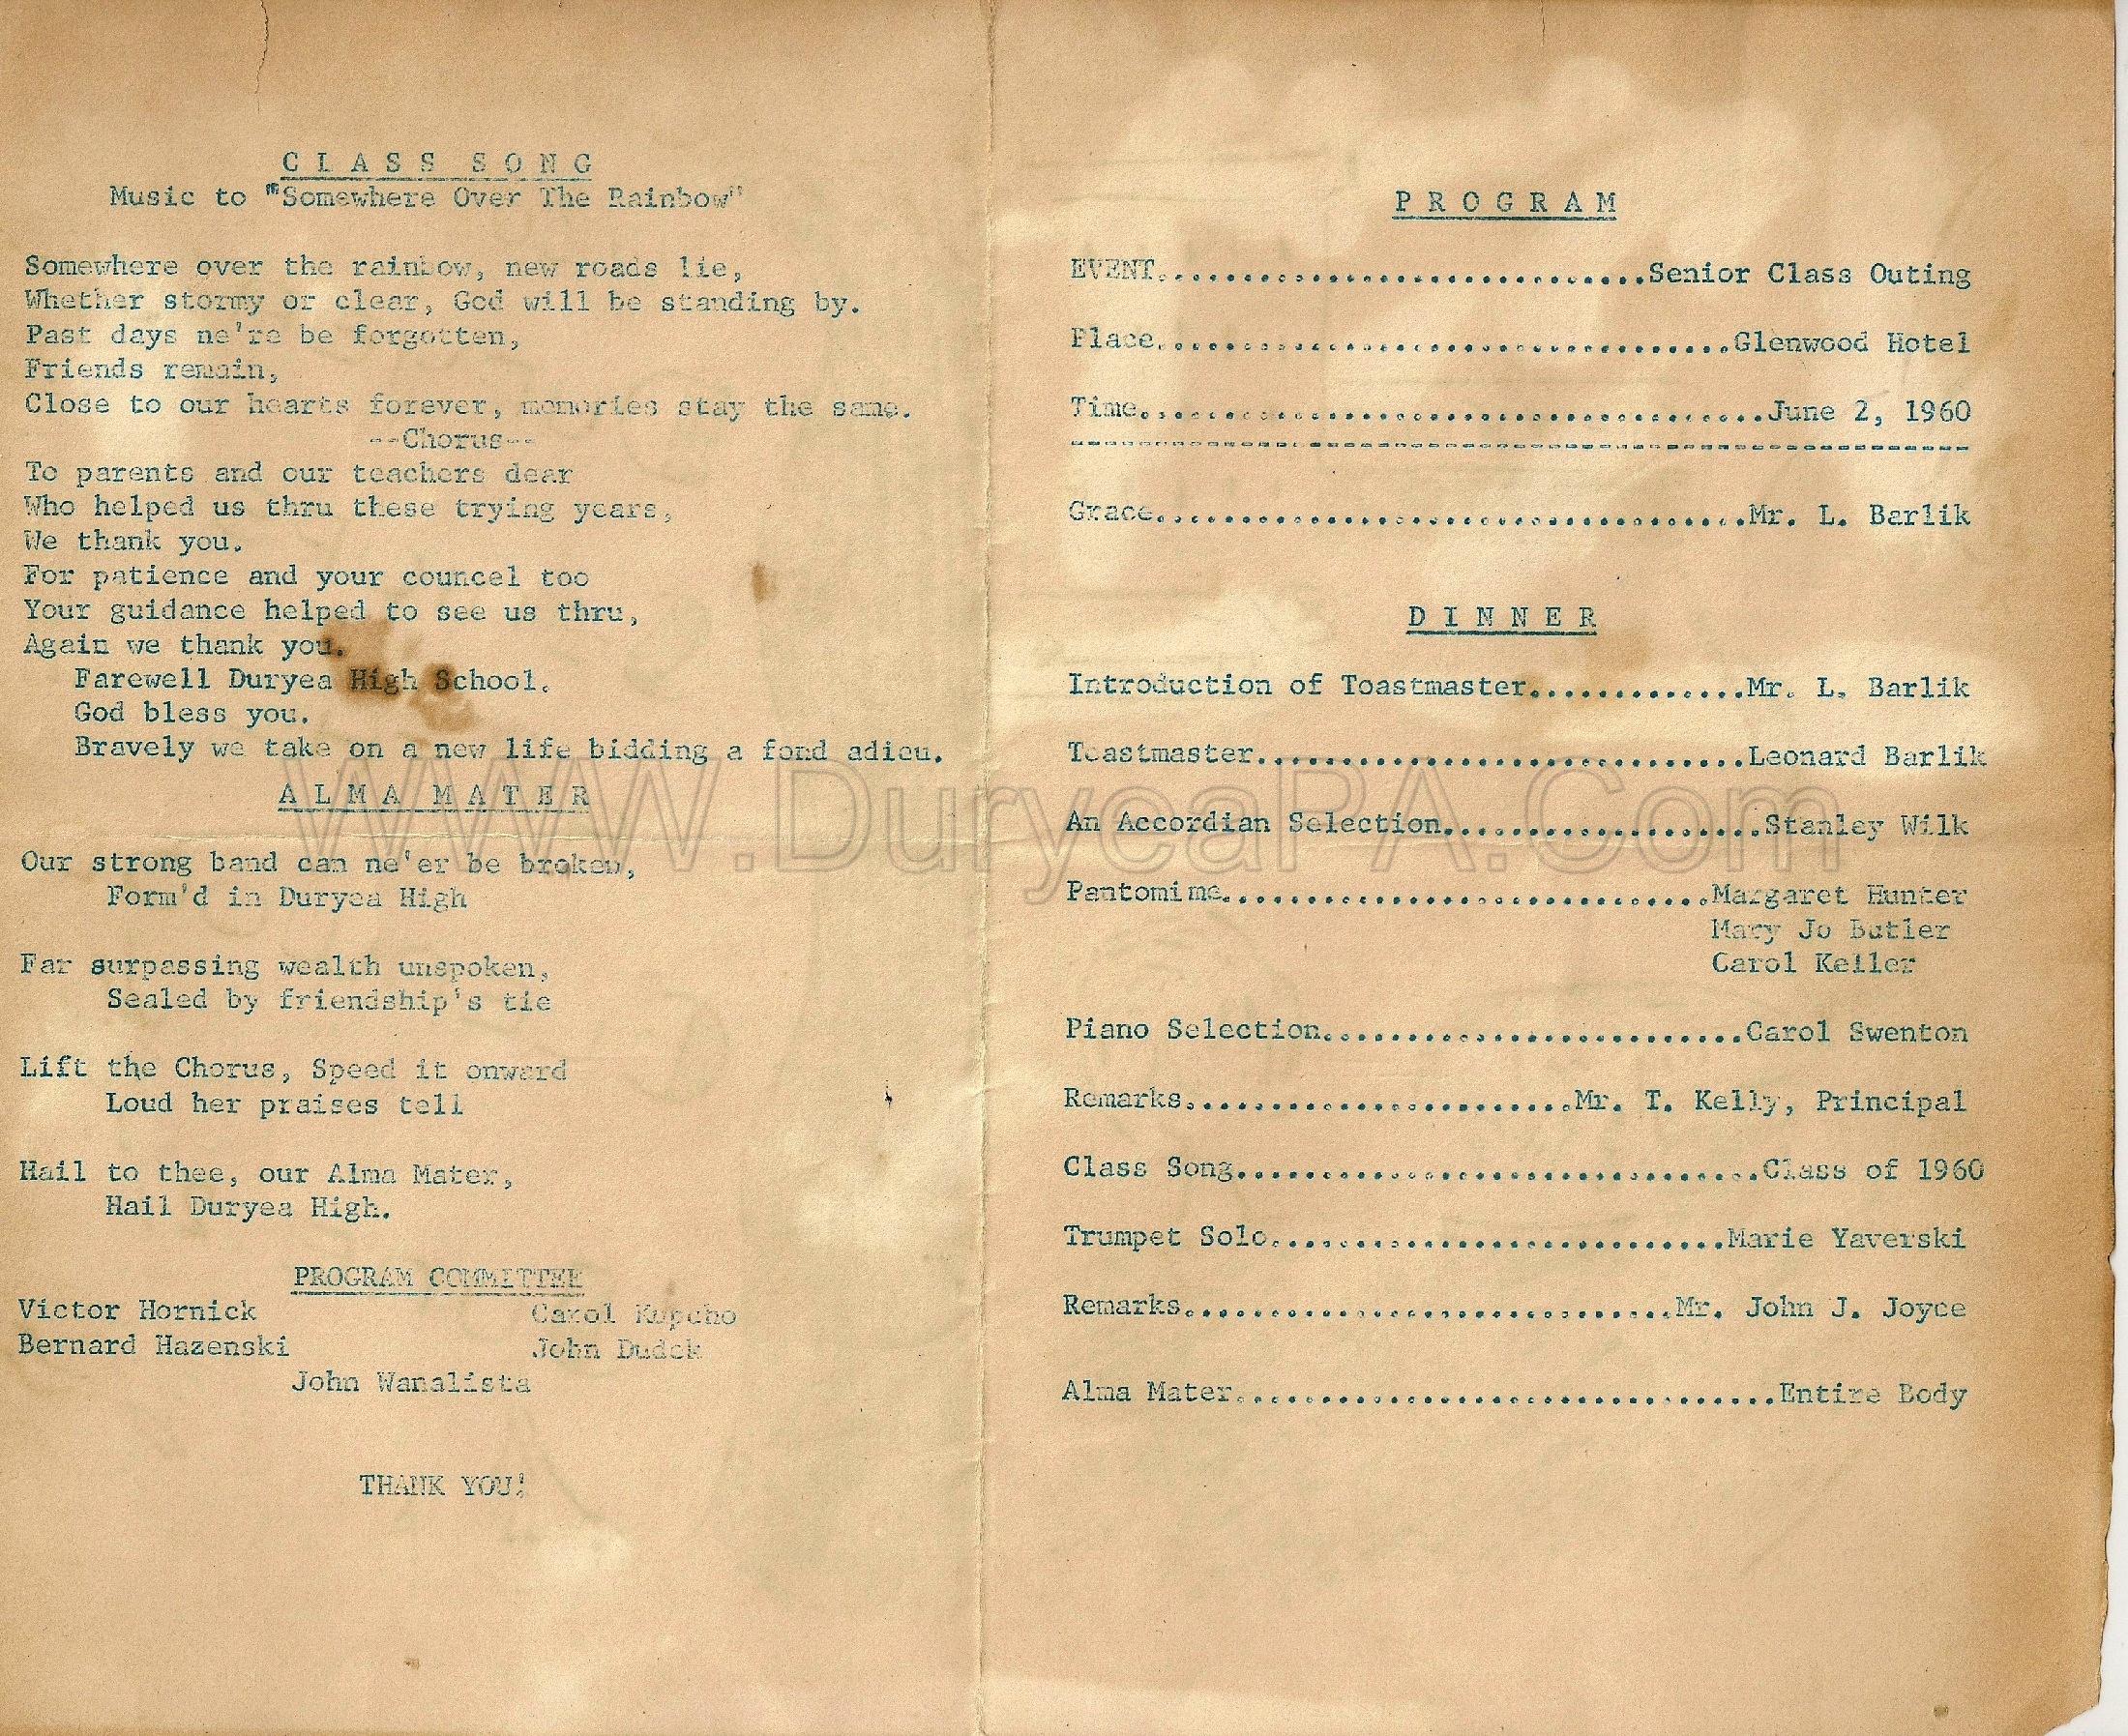 CLASS SONG
Music to "Somewhere Over The Rainbow"
Somewhere over the rainbow, new roads lie,
Whether stormy or clear, God will be standing by.
Past days ne're be forgotten,
Friends remain,
Close to our hearts forever, memories stay the same.
--Chorus--
To parents and our teachers dear
Who helped us thru these trying years,
We thank you.
For patience and your councel too
Your guidance helped to see us thru,
Again we thank you.
Farewell Duryea High School.
God bless you.
Bravely we take on a new life bidding a fond adieu.
ALMA MATER
Our strong band can ne'er be broken,
Form'd in Duryea High
Far surpassing wealth unspoken,
Sealed by friendship's tie
Lift the Chorus, Speed it onward
Loud her praises tell
Hail to thee, our Alma Mater,
Hail Duryea High.
PROGRAM COMMITTEE
Victor Hornick Carol Kupcho
Bernard Hazenski John Dudek
John Wanalista
THANK YOU!
PROGRAM
EVENT.............................Senior Class Outing
Place..................................Glenwood Hotel
Time.....................................June 2, 1960
-----------------------------------------------------
Grace...................................Mr. L. Barlik
DINNER
Introduction of Toastmaster.............Mr. L. Barlik
Toastmaster.............................Leonard Barlik
An Accordian Selection...................Stanley Wilk
Pantomime.............................Margaret Hunter
Mary Jo Butler
Carol Keller
Piano Selection.........................Carol Swenton
Remarks.......................Mr. T. Kelly, Principal
Class Song...............................Class of 1960
Trumpet Solo...........................Marie Yaverski
Remarks.............................Mr. John J. Joyce
Alma Mater................................Entire Body
WWW.DuryeaPA.Com